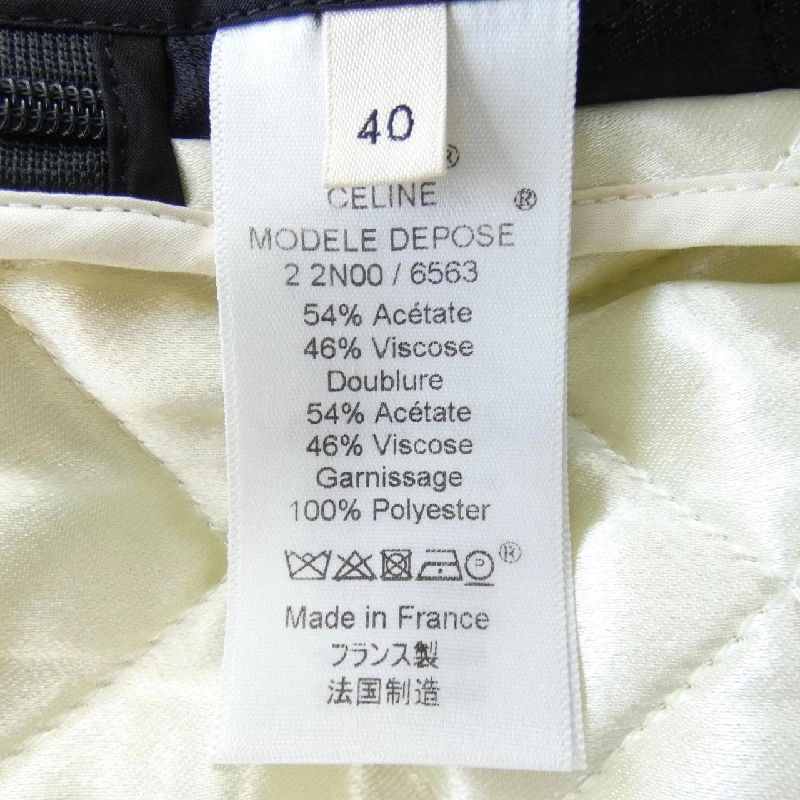 40
®
CELINE ®
MODELE DEPOSE
2 2N00 / 6563
54% Acétate
46% Viscose
Doublure
54% Acétate
46% Viscose
Garnissage
100% Polyester
P ®
Made in France
フランス製
法国制造